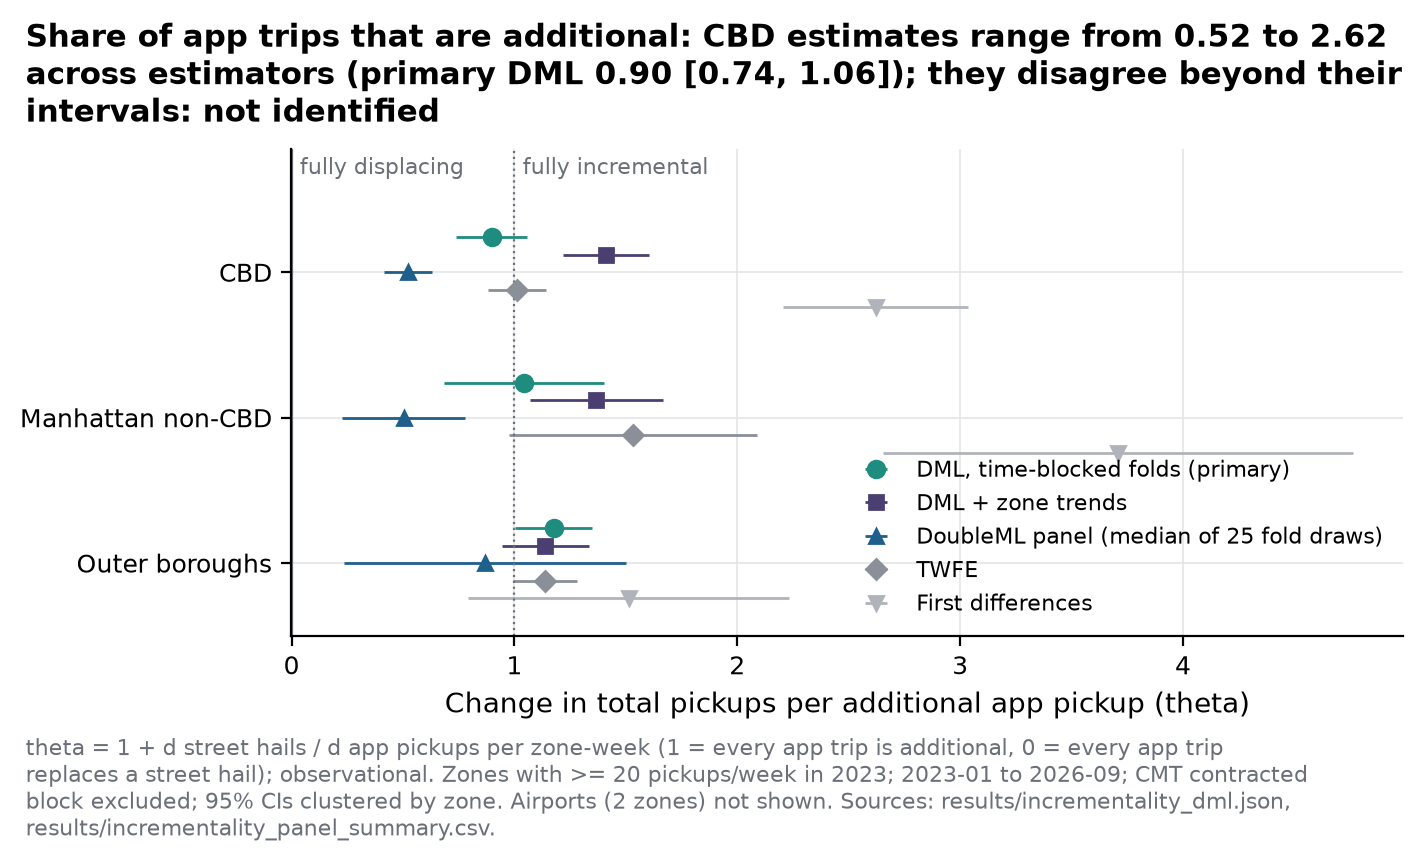 Share of app trips that are additional: CBD estimates range from 0.52 to 2.62
across estimators (primary DML 0.90 [0.74, 1.06]); they disagree beyond their
intervals: not identified
fully displacing
fully incremental
CBD
Manhattan non-CBD
Outer boroughs
DML, time-blocked folds (primary)
DML + zone trends
DoubleML panel (median of 25 fold draws)
TWFE
First differences
0 1 2 3 4
Change in total pickups per additional app pickup (theta)
theta = 1 + d street hails / d app pickups per zone-week (1 = every app trip is additional, 0 = every app trip
replaces a street hail); observational. Zones with >= 20 pickups/week in 2023; 2023-01 to 2026-09; CMT contracted
block excluded; 95% CIs clustered by zone. Airports (2 zones) not shown. Sources: results/incrementality_dml.json,
results/incrementality_panel_summary.csv.